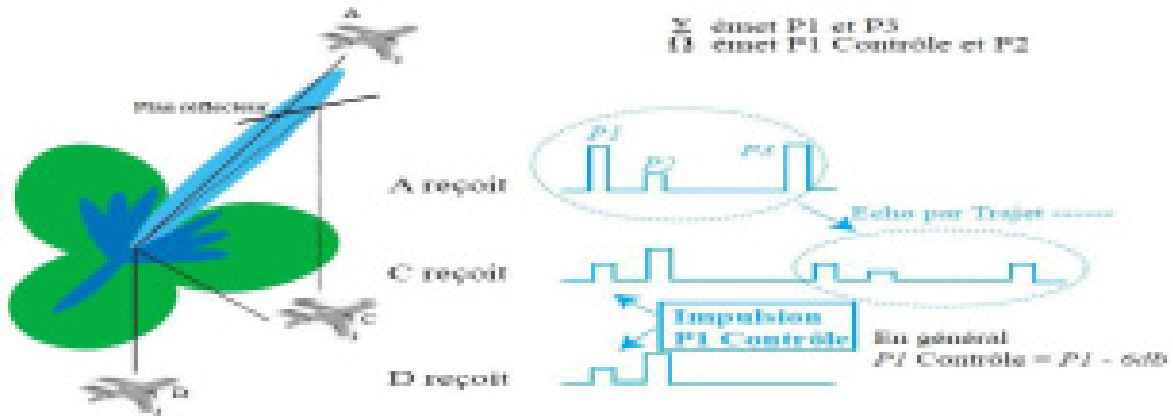 A
Σ émet P1 et P3
Ω émet P1 Contrôle et P2
Plan réflecteur
P1
P2
P3
A reçoit
Echo par Trajet ------
C reçoit
C
Impulsion
P1 Contrôle
En général
P1 Contrôle = P1 - 6db
D reçoit
D